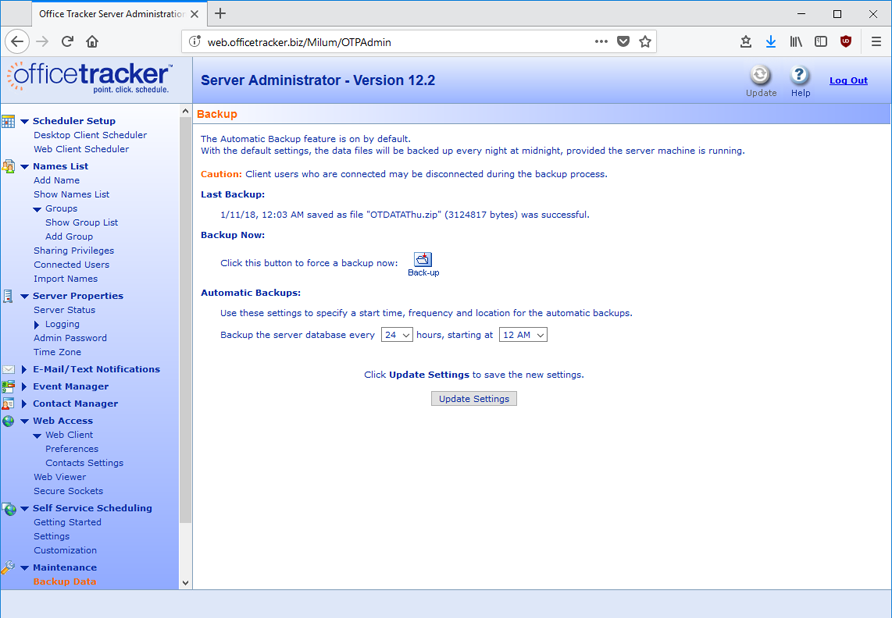 Office Tracker Server Administratio
web.officetracker.biz/Milum/OTPAdmin
officetracker™
point. click. schedule.
Server Administrator - Version 12.2
Update
Help
Log Out
Scheduler Setup
Desktop Client Scheduler
Web Client Scheduler
Names List
Add Name
Show Names List
Groups
Show Group List
Add Group
Sharing Privileges
Connected Users
Import Names
Server Properties
Server Status
Logging
Admin Password
Time Zone
E-Mail/Text Notifications
Event Manager
Contact Manager
Web Access
Web Client
Preferences
Contacts Settings
Web Viewer
Secure Sockets
Self Service Scheduling
Getting Started
Settings
Customization
Maintenance
Backup Data
Backup
The Automatic Backup feature is on by default.
With the default settings, the data files will be backed up every night at midnight, provided the server machine is running.
Caution: Client users who are connected may be disconnected during the backup process.
Last Backup:
1/11/18, 12:03 AM saved as file "OTDATAThu.zip" (3124817 bytes) was successful.
Backup Now:
Click this button to force a backup now:
Back-up
Automatic Backups:
Use these settings to specify a start time, frequency and location for the automatic backups.
Backup the server database every 24 hours, starting at 12 AM
Click Update Settings to save the new settings.
Update Settings